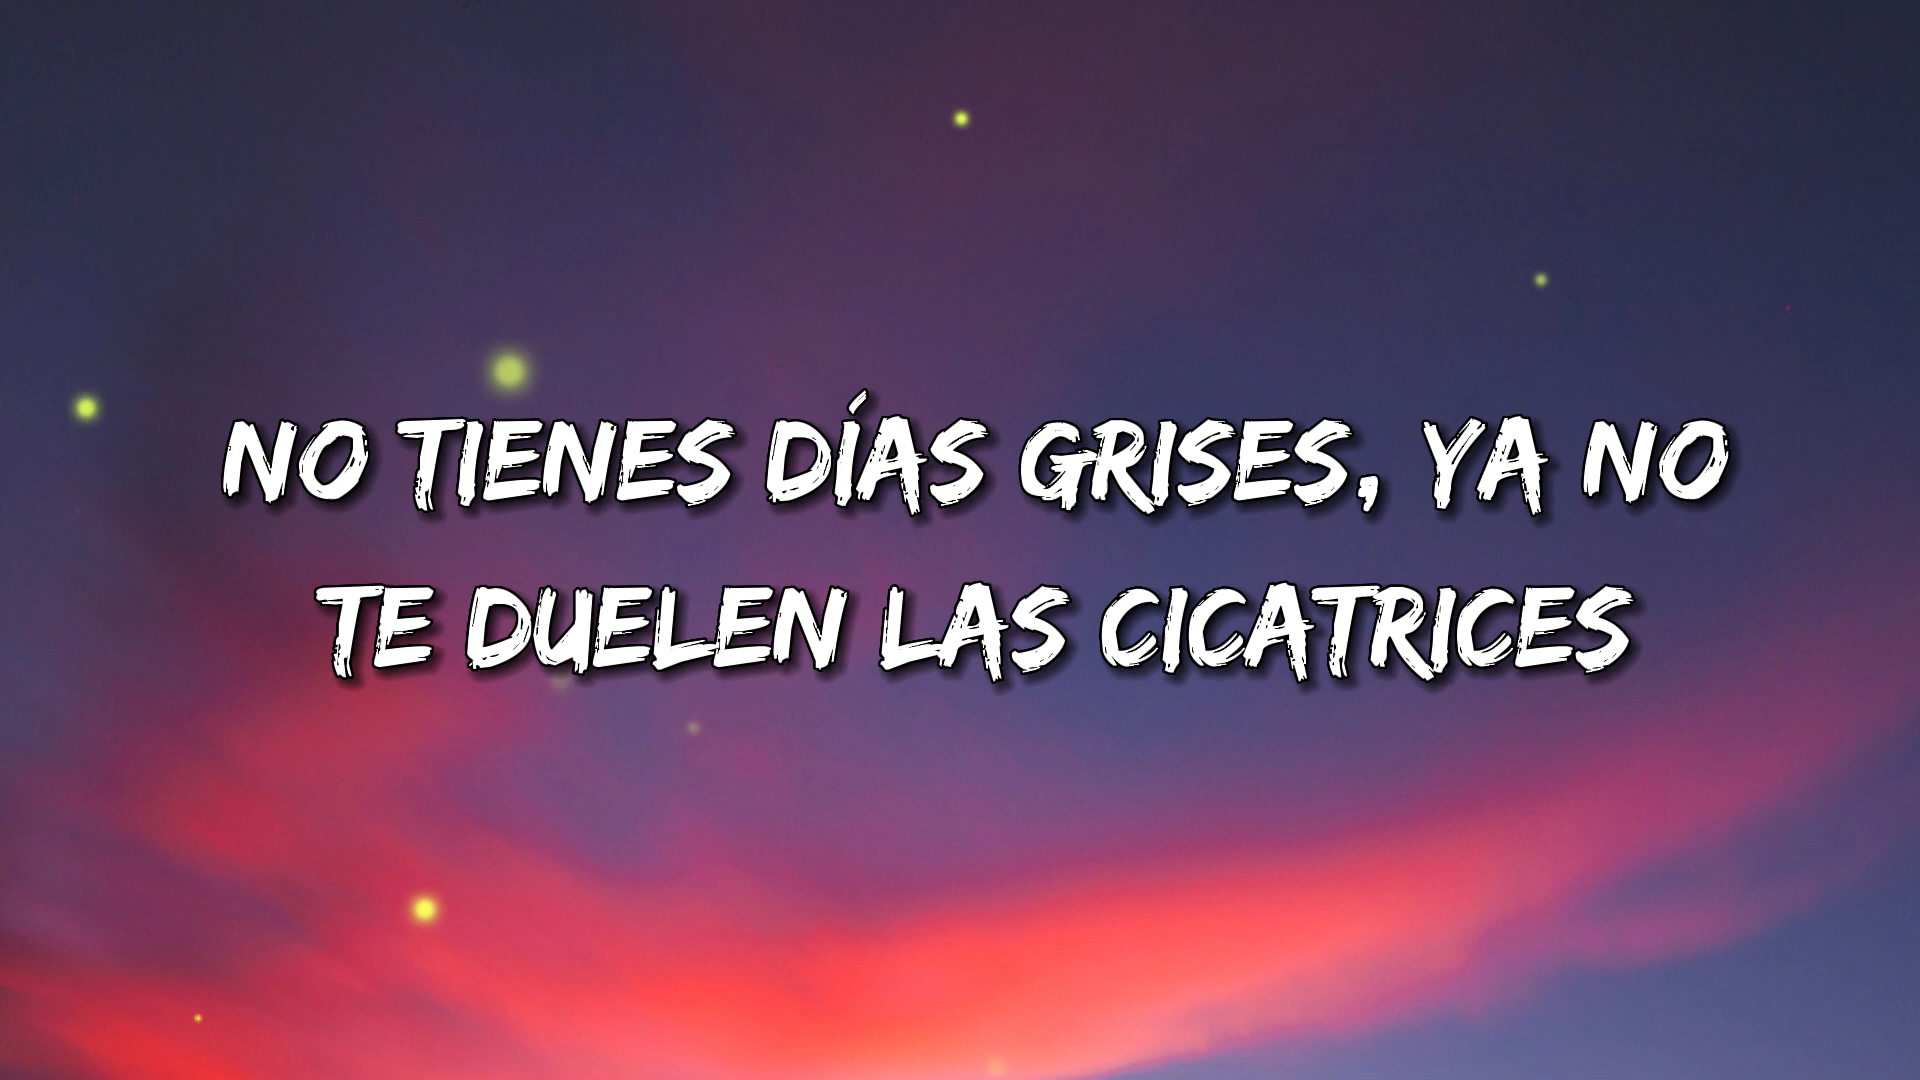 NO TIENES DÍAS GRISES, YA NO
TE DUELEN LAS CICATRICES